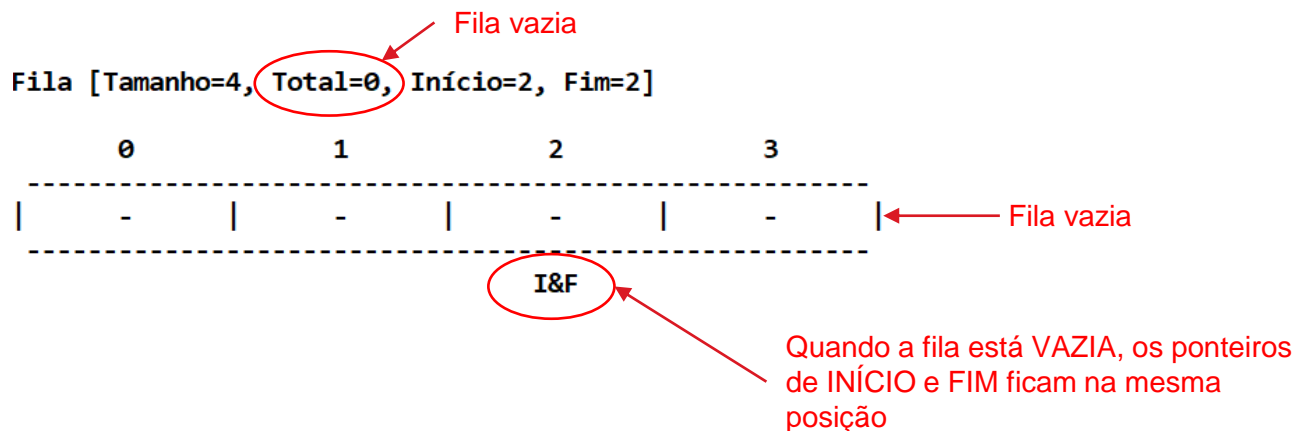 Fila vazia
Fila [Tamanho=4, Total=0, Início=2, Fim=2]
0 1 2 3
-------------------------------------------------------
| - | - | - | - |
Fila vazia
-------------------------------------------------------
I&F
Quando a fila está VAZIA, os ponteiros
de INÍCIO e FIM ficam na mesma
posição